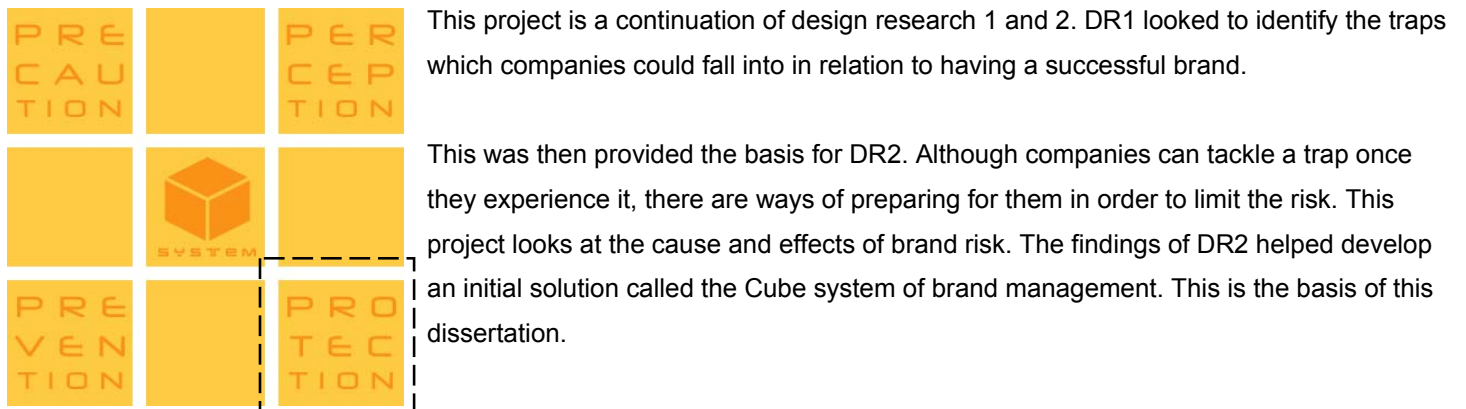 PRE
CAU
TION
PER
CEP
TION
SYSTEM
PRE
VEN
TION
PRO
TEC
TION
This project is a continuation of design research 1 and 2. DR1 looked to identify the traps
which companies could fall into in relation to having a successful brand.
This was then provided the basis for DR2. Although companies can tackle a trap once
they experience it, there are ways of preparing for them in order to limit the risk. This
project looks at the cause and effects of brand risk. The findings of DR2 helped develop
an initial solution called the Cube system of brand management. This is the basis of this
dissertation.